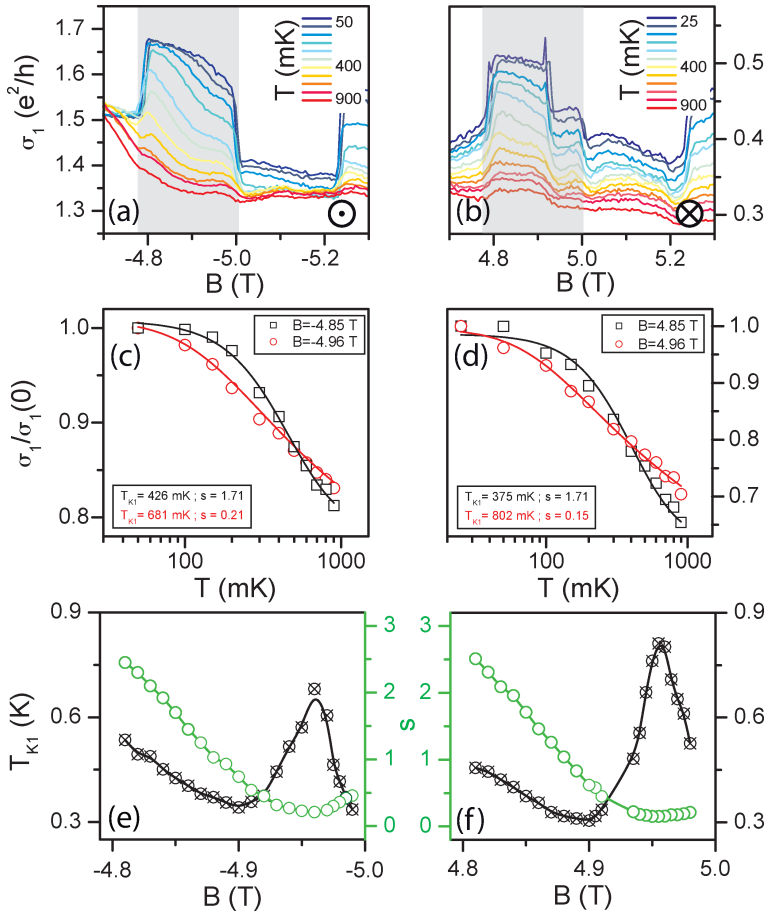 1.7
1.6
1.5
1.4
1.3
σ1 (e²/h)
T (mK)
50
400
900
(a)
-4.8 -5.0 -5.2
B (T)
T (mK)
25
400
900
0.5
0.4
0.3
(b)
4.8 5.0 5.2
B (T)
1.0
0.9
0.8
σ1/σ1(0)
(c)
B=-4.85 T
B=-4.96 T
TK1= 426 mK ; s = 1.71
TK1= 681 mK ; s = 0.21
100 1000
T (mK)
(d)
B=4.85 T
B=4.96 T
1.0
0.9
0.8
0.7
TK1= 375 mK ; s = 1.71
TK1= 802 mK ; s = 0.15
100 1000
T (mK)
0.9
0.6
0.3
TK1 (K)
(e)
3
2
1
0
s
-4.8 -4.9 -5.0
B (T)
(f)
0.9
0.6
0.3
4.8 4.9 5.0
B (T)